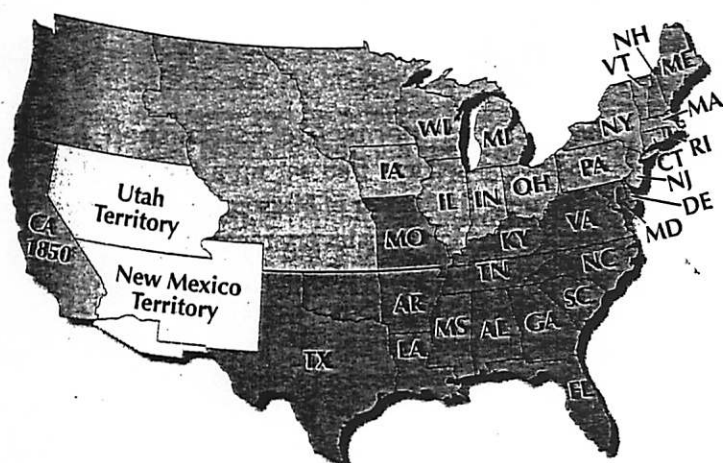 NH
VT
ME
MA
WI
MI
NY
RI
CT
IA
PA
NJ
IL
IN
OH
DE
Utah
Territory
MD
CA
1850
MO
KY
VA
New Mexico
Territory
TN
NC
AR
SC
MS
AL
GA
LA
TX
FL